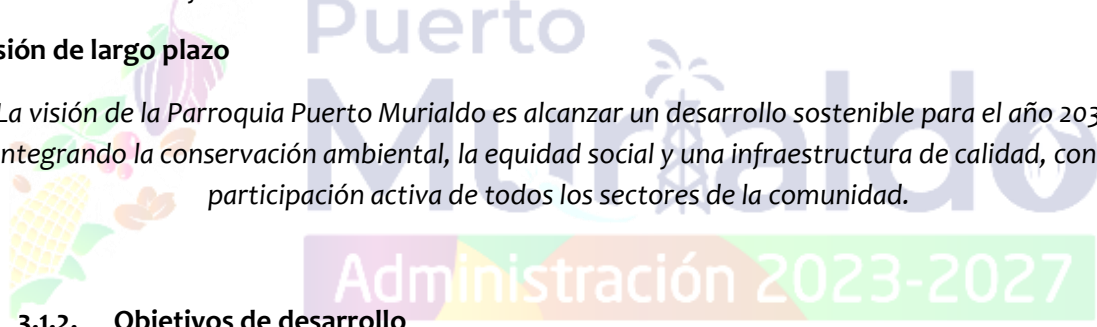 Puerto
sión de largo plazo
Murialdo
La visión de la Parroquia Puerto Murialdo es alcanzar un desarrollo sostenible para el año 203
ntegrando la conservación ambiental, la equidad social y una infraestructura de calidad, con
participación activa de todos los sectores de la comunidad.
Administración 2023-2027
3.1.2. Objetivos de desarrollo